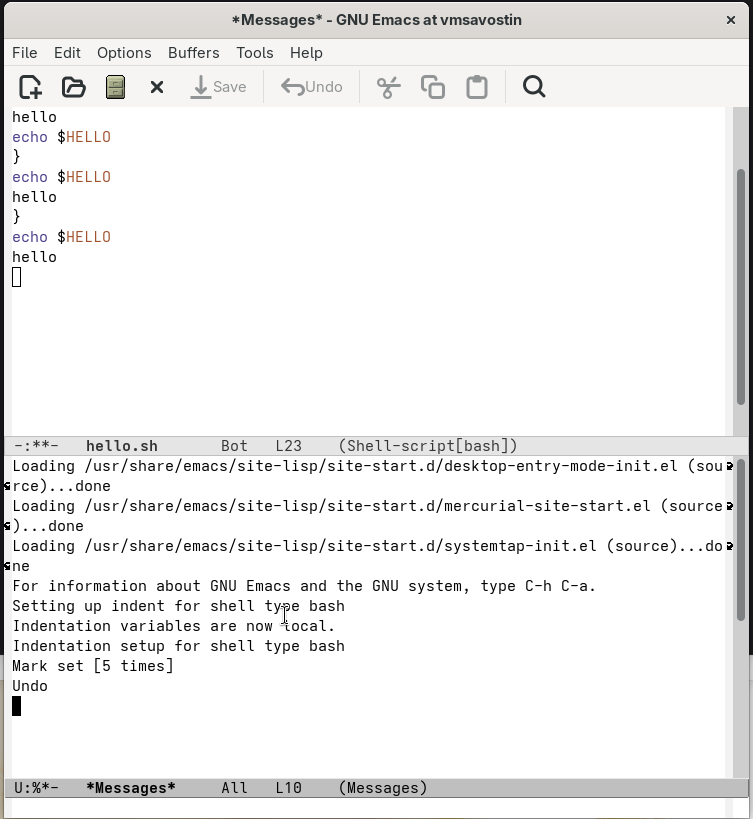 *Messages* - GNU Emacs at vmsavostin
File Edit Options Buffers Tools Help
Save Undo
hello
echo $HELLO
}
echo $HELLO
hello
}
echo $HELLO
hello
-:**- hello.sh Bot L23 (Shell-script[bash])
Loading /usr/share/emacs/site-lisp/site-start.d/desktop-entry-mode-init.el (sou
rce)...done
Loading /usr/share/emacs/site-lisp/site-start.d/mercurial-site-start.el (source
)...done
Loading /usr/share/emacs/site-lisp/site-start.d/systemtap-init.el (source)...do
ne
For information about GNU Emacs and the GNU system, type C-h C-a.
Setting up indent for shell type bash
Indentation variables are now local.
Indentation setup for shell type bash
Mark set [5 times]
Undo
U:%*- *Messages* All L10 (Messages)